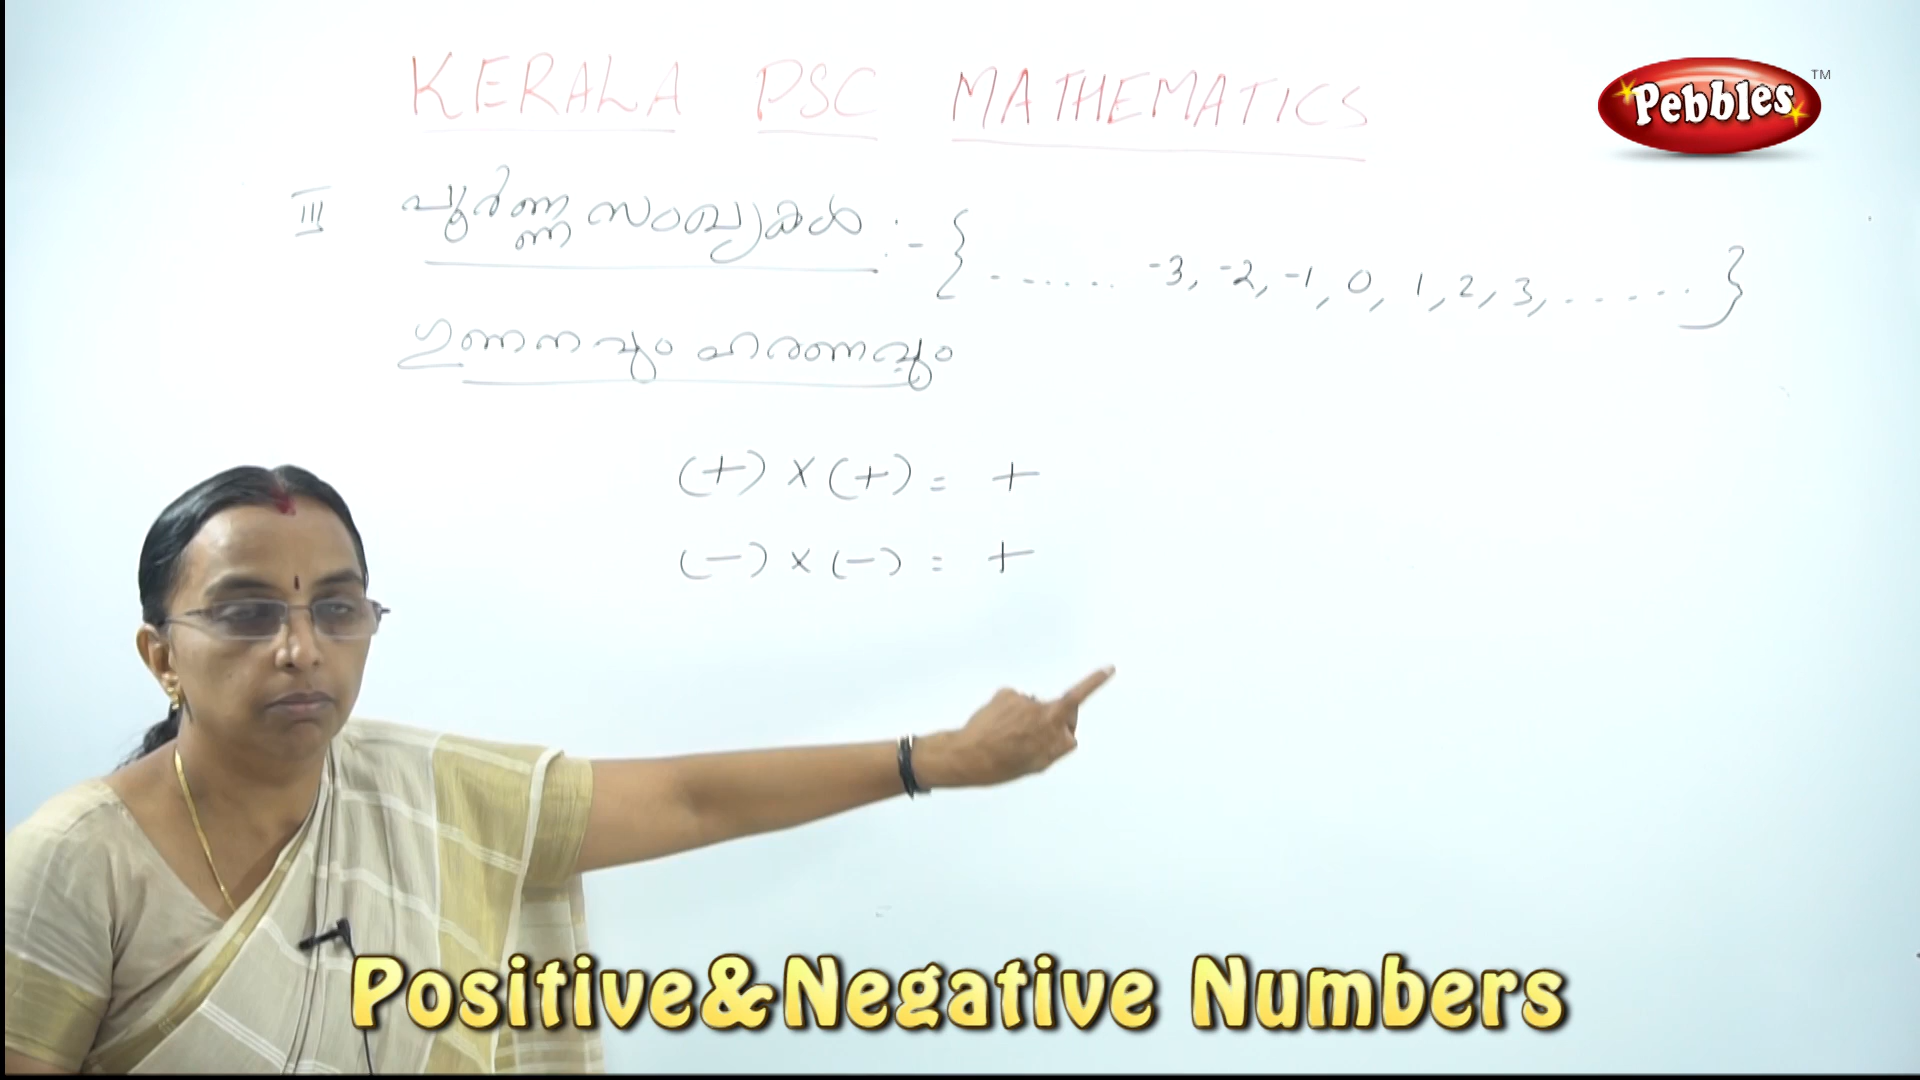 KERALA PSC MATHEMATICS
Pebbles TM
III പൂർണ്ണ സംഖ്യകൾ :- {...... -3, -2, -1, 0, 1, 2, 3, ......}
ഗുണനവും ഹരണവും
(+) × (+) = +
(-) × (-) = +
Positive&Negative Numbers